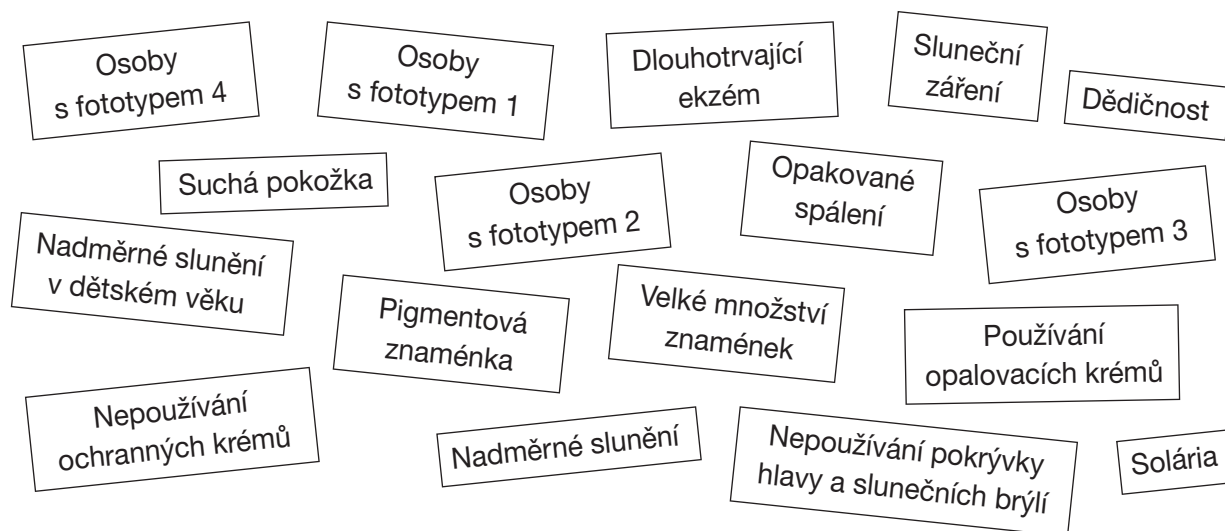 Osoby
s fototypem 4
Osoby
s fototypem 1
Dlouhotrvající
ekzém
Sluneční
záření
Dědičnost
Suchá pokožka
Osoby
s fototypem 2
Opakované
spálení
Osoby
s fototypem 3
Nadměrné slunění
v dětském věku
Pigmentová
znaménka
Velké množství
znamének
Používání
opalovacích krémů
Nepoužívání
ochranných krémů
Nadměrné slunění
Nepoužívání pokrývky
hlavy a slunečních brýlí
Solária